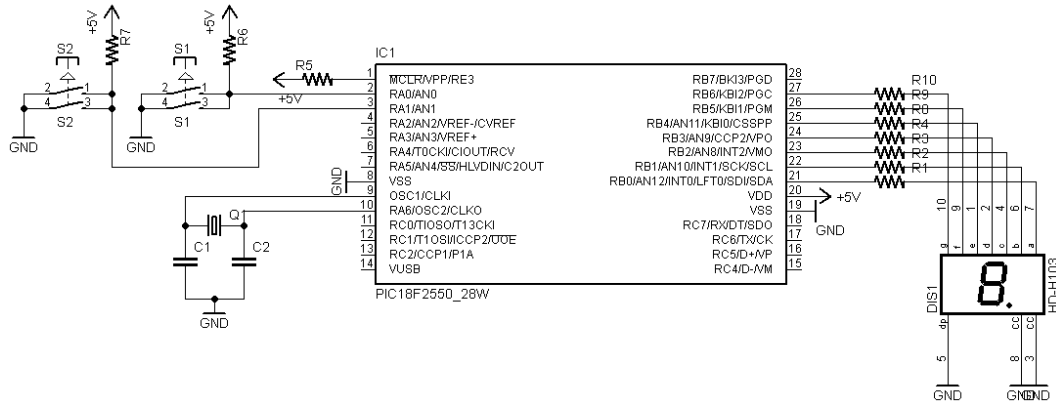 +5V
R7
S2
2
1
4
3
S2
GND
+5V
R6
S1
2
1
4
3
S1
GND
R5
+5V
IC1
1 MCLR/VPP/RE3
2 RA0/AN0
3 RA1/AN1
4 RA2/AN2/VREF-/CVREF
5 RA3/AN3/VREF+
6 RA4/T0CKI/CIOUT/RCV
7 RA5/AN4/SS/HLVDIN/C2OUT
8 VSS
9 OSC1/CLKI
10 RA6/OSC2/CLKO
11 RC0/TIOSO/T13CKI
12 RC1/T1OSI/ICCP2/UOE
13 RC2/CCP1/P1A
14 VUSB
RB7/BKI3/PGD 28
RB6/KBI2/PGC 27
RB5/KBI1/PGM 26
RB4/AN11/KBI0/CSSPP 25
RB3/AN9/CCP2/VPO 24
RB2/AN8/INT2/VMO 23
RB1/AN10/INT1/SCK/SCL 22
RB0/AN12/INT0/LFT0/SDI/SDA 21
VDD 20
VSS 19
RC7/RX/DT/SDO 18
RC6/TX/CK 17
RC5/D+/VP 16
RC4/D-/VM 15
PIC18F2550_28W
GND
Q
C1
C2
GND
R10
R9
R4
R3
R2
R1
+5V
GND
10 9 1 2 4 6 7
g f e d c b a
DIS1
8.
HD-H103
dp CC CC
5 8 3
GND GND GND